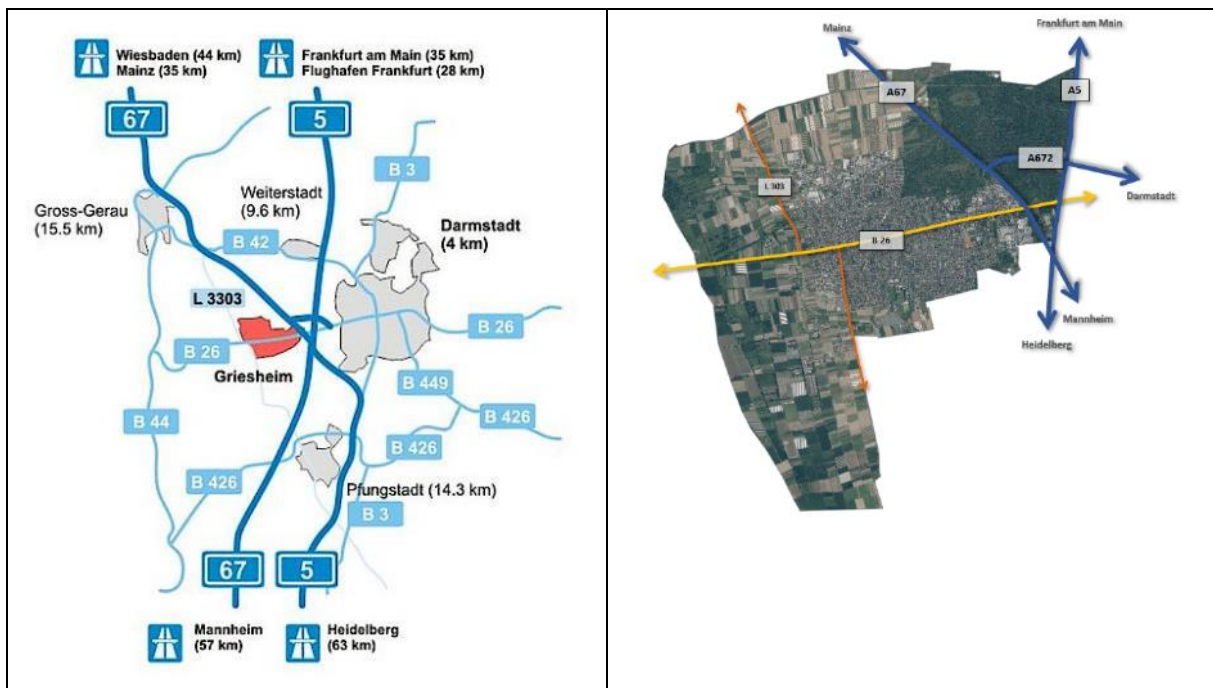 Wiesbaden (44 km)
Mainz (35 km)
Frankfurt am Main (35 km)
Flughafen Frankfurt (28 km)
67
5
B 3
Weiterstadt
(9.6 km)
Gross-Gerau
(15.5 km)
Darmstadt
(4 km)
B 42
L 3303
B 26
B 26
Griesheim
B 449
B 44
B 426
B 426
B 426
Pfungstadt (14.3 km)
B 3
67
5
Mannheim
(57 km)
Heidelberg
(63 km)
Mainz
Frankfurt am Main
A67
A5
A672
L 303
Darmstadt
B 26
Mannheim
Heidelberg